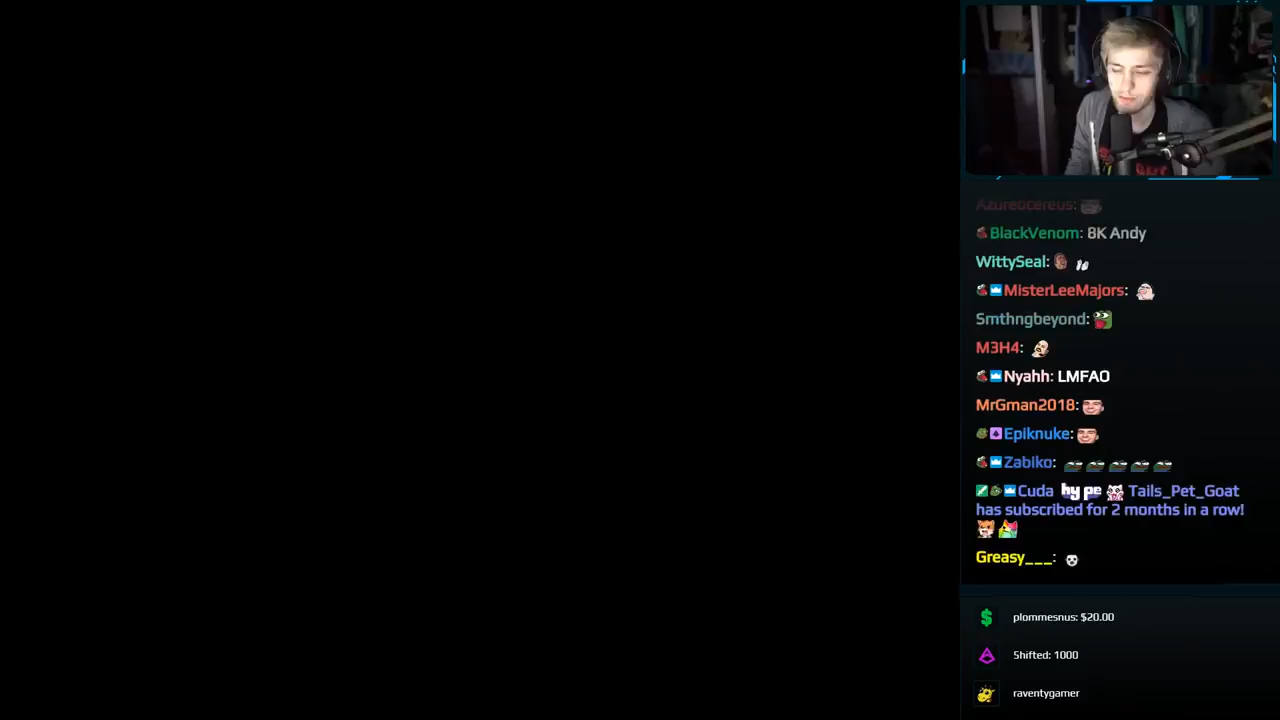 Azureocereus:
BlackVenom: 8K Andy
WittySeal:
MisterLeeMajors:
Smthngbeyond:
M3H4:
Nyahh: LMFAO
MrGman2018:
Epiknuke:
Zabiko:
Cuda hype Tails_Pet_Goat
has subscribed for 2 months in a row!
Greasy___:
$ plommesnus: $20.00
Shifted: 1000
raventygamer